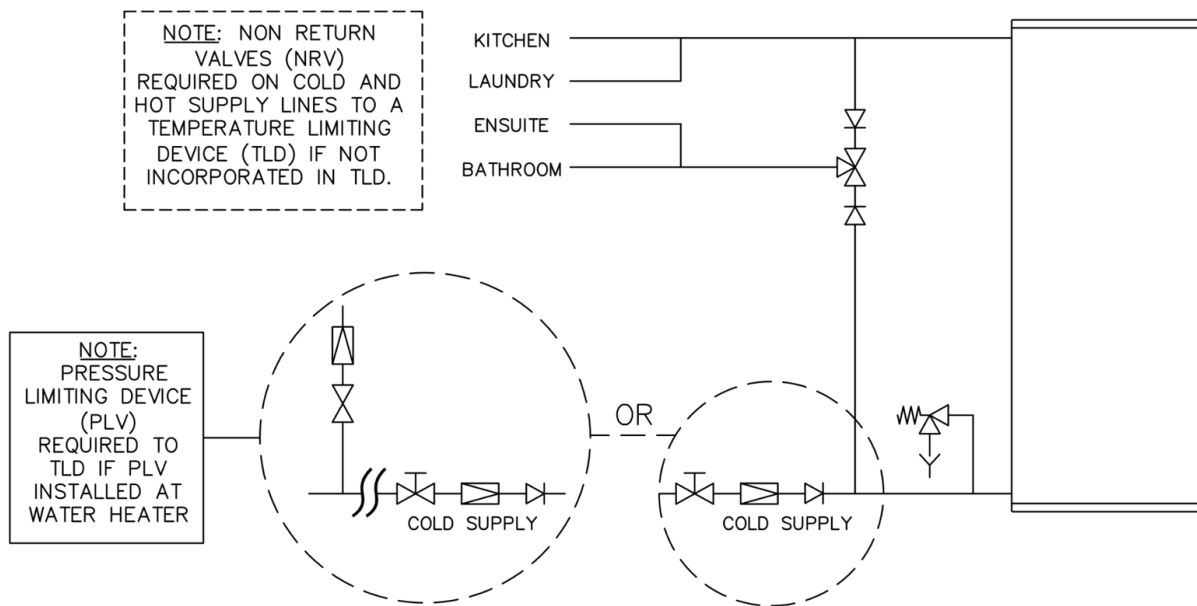 NOTE: NON RETURN
VALVES (NRV)
REQUIRED ON COLD AND
HOT SUPPLY LINES TO A
TEMPERATURE LIMITING
DEVICE (TLD) IF NOT
INCORPORATED IN TLD.
KITCHEN
LAUNDRY
ENSUITE
BATHROOM
NOTE:
PRESSURE
LIMITING DEVICE
(PLV)
REQUIRED TO
TLD IF PLV
INSTALLED AT
WATER HEATER
OR
COLD SUPPLY
COLD SUPPLY